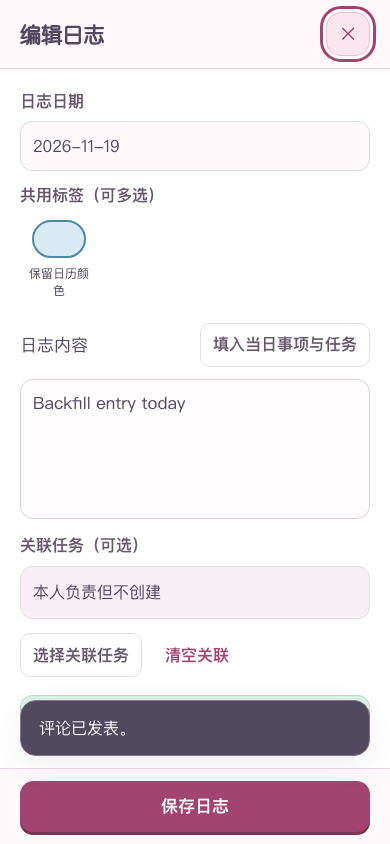 编辑日志
日志日期
2026-11-19
共用标签（可多选）
保留日历颜
色
日志内容
填入当日事项与任务
Backfill entry today
关联任务（可选）
本人负责但不创建
选择关联任务
清空关联
评论已发表。
保存日志